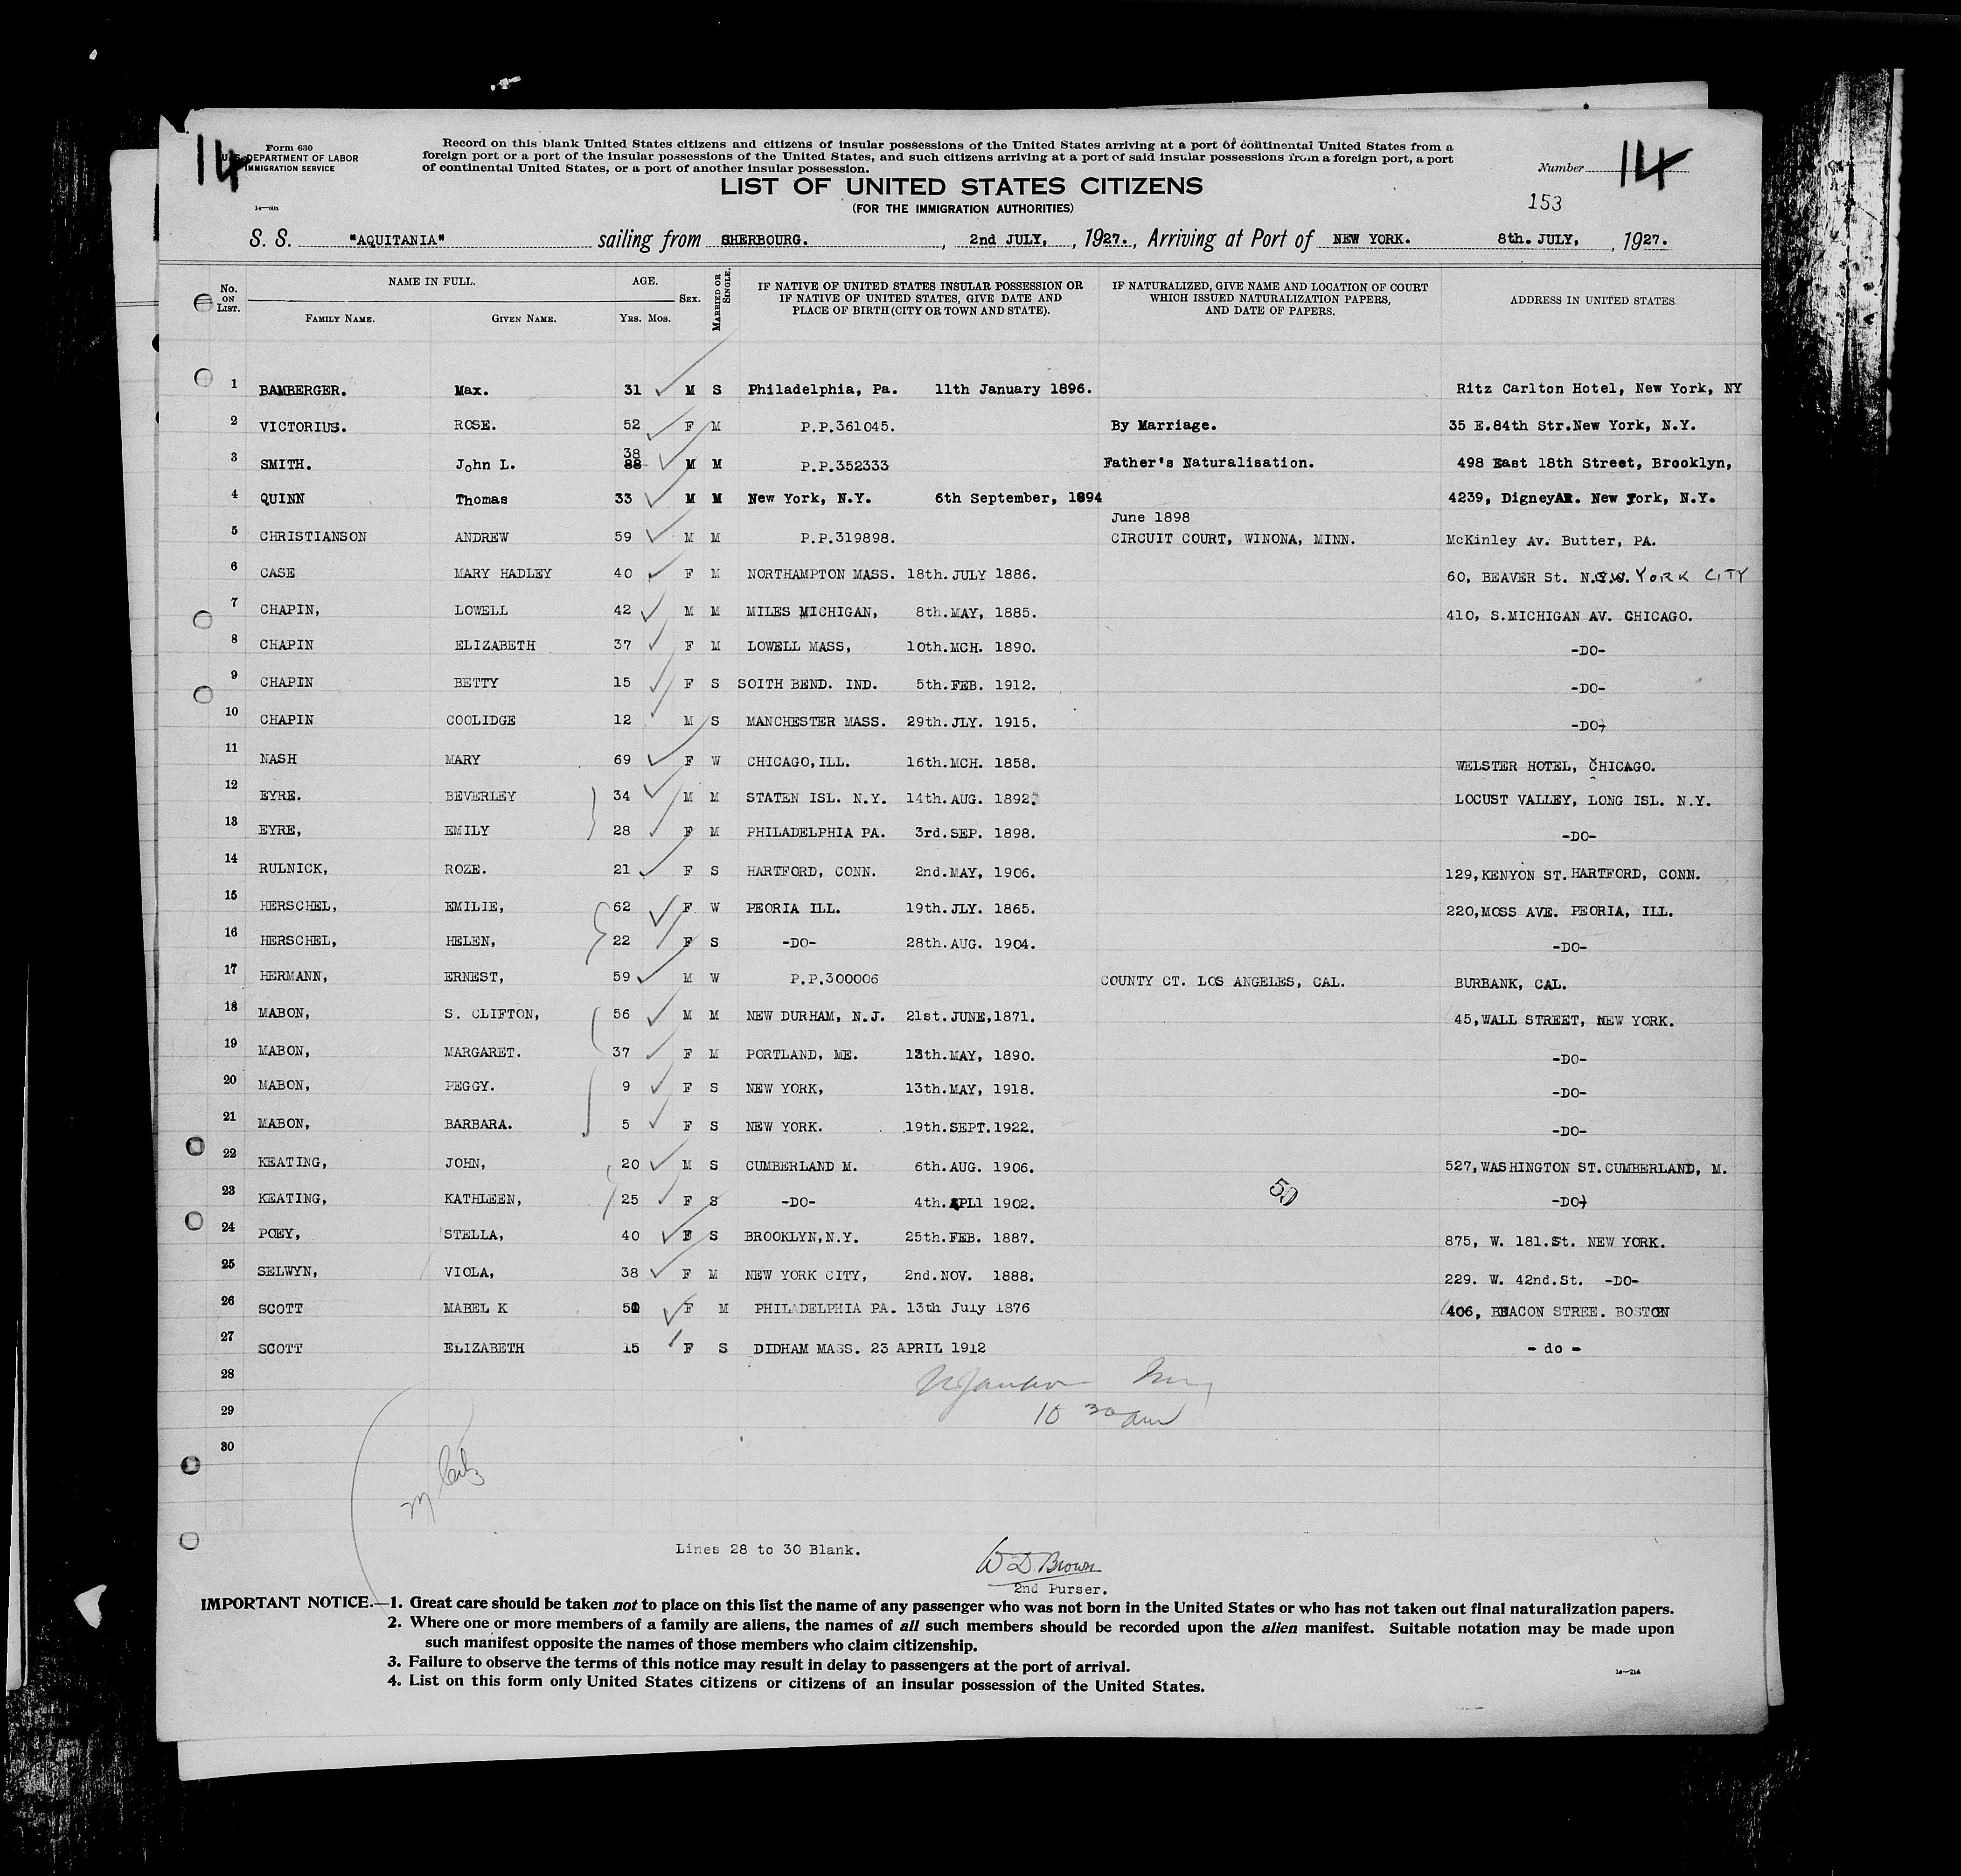 14
Form 630
U. S. DEPARTMENT OF LABOR
IMMIGRATION SERVICE
Record on this blank United States citizens and citizens of insular possessions of the United States arriving at a port of continental United States from a
foreign port or a port of the insular possessions of the United States, and such citizens arriving at a port of said insular possessions from a foreign port, a port
of continental United States, or a port of another insular possession.
Number 14
LIST OF UNITED STATES CITIZENS
(FOR THE IMMIGRATION AUTHORITIES)
153
S. S. "AQUITANIA" sailing from SHERBOURG. , 2nd JULY, , 1927. , Arriving at Port of NEW YORK. 8th. JULY, , 1927.
No. ON LIST.
NAME IN FULL.
FAMILY NAME. GIVEN NAME.
AGE.
YRS. MOS.
SEX.
MARRIED OR SINGLE.
IF NATIVE OF UNITED STATES INSULAR POSSESSION OR
IF NATIVE OF UNITED STATES, GIVE DATE AND
PLACE OF BIRTH (CITY OR TOWN AND STATE).
IF NATURALIZED, GIVE NAME AND LOCATION OF COURT
WHICH ISSUED NATURALIZATION PAPERS,
AND DATE OF PAPERS.
ADDRESS IN UNITED STATES.
1 BAMBERGER. Max. 31 M S Philadelphia, Pa. 11th January 1896. Ritz Carlton Hotel, New York, NY
2 VICTORIUS. ROSE. 52 F M P.P.361045. By Marriage. 35 E.84th Str.New York, N.Y.
38
3 SMITH. John L. 88 M M P.P.352333 Father's Naturalisation. 498 East 18th Street, Brooklyn,
4 QUINN Thomas 33 M M New York, N.Y. 6th September, 1894 4239, Digney Av. New York, N.Y.
June 1898
5 CHRISTIANSON ANDREW 59 M M P.P.319898. CIRCUIT COURT, WINONA, MINN. McKinley Av. Butter, PA.
6 CASE MARY HADLEY 40 F M NORTHAMPTON MASS. 18th.JULY 1886. 60, BEAVER St. YORK CITY
7 CHAPIN, LOWELL 42 M M MILES MICHIGAN, 8th.MAY, 1885. 410, S.MICHIGAN AV. CHICAGO.
8 CHAPIN ELIZABETH 37 F M LOWELL MASS, 10th.MCH. 1890. -DO-
9 CHAPIN BETTY 15 F S SOITH BEND. IND. 5th.FEB. 1912. -DO-
10 CHAPIN COOLIDGE 12 M S MANCHESTER MASS. 29th.JLY. 1915. -DO)
11 NASH MARY 69 F W CHICAGO,ILL. 16th.MCH. 1858. WELSTER HOTEL, CHICAGO.
12 EYRE. BEVERLEY 34 M M STATEN ISL. N.Y. 14th.AUG. 1892. LOCUST VALLEY, LONG ISL. N.Y.
13 EYRE, EMILY 28 F M PHILADELPHIA PA. 3rd.SEP. 1898. -DO-
14 RULNICK, ROZE. 21 F S HARTFORD, CONN. 2nd.MAY, 1906. 129,KENYON ST.HARTFORD, CONN.
15 HERSCHEL, EMILIE, 62 F W PEORIA ILL. 19th.JLY. 1865. 220,MOSS AVE. PEORIA, ILL.
16 HERSCHEL, HELEN, 22 F S -DO- 28th.AUG. 1904. -DO-
17 HERMANN, ERNEST, 59 M W P.P.300006 COUNTY CT. LOS ANGELES, CAL. BURBANK, CAL.
18 MABON, S. CLIFTON, 56 M M NEW DURHAM, N.J. 21st.JUNE,1871. 45,WALL STREET, NEW YORK.
19 MABON, MARGARET. 37 F M PORTLAND, ME. 13th.MAY, 1890. -DO-
20 MABON, PEGGY. 9 F S NEW YORK, 13th.MAY, 1918. -DO-
21 MABON, BARBARA. 5 F S NEW YORK. 19th.SEPT.1922. -DO-
22 KEATING, JOHN, 20 M S CUMBERLAND M. 6th.AUG. 1906. 527,WASHINGTON ST.CUMBERLAND, M.
23 KEATING, KATHLEEN, 25 F S -DO- 4th.APLl 1902. 50 -DO)
24 POEY, STELLA, 40 F S BROOKLYN,N.Y. 25th.FEB. 1887. 875, W. 181.St. NEW YORK.
25 SELWYN, VIOLA, 38 F M NEW YORK CITY, 2nd.NOV. 1888. 229. W. 42nd.St. -DO-
26 SCOTT MABEL K F M PHILADELPHIA PA. 13th July 1876 406, BEACON STREE. BOSTON
27 SCOTT ELIZABETH 15 F S DIDHAM MASS. 23 APRIL 1912 - do -
28
29 10 30 am
30
Lines 28 to 30 Blank.
W D Brown
2nd Purser.
IMPORTANT NOTICE.—1. Great care should be taken not to place on this list the name of any passenger who was not born in the United States or who has not taken out final naturalization papers.
2. Where one or more members of a family are aliens, the names of all such members should be recorded upon the alien manifest. Suitable notation may be made upon
such manifest opposite the names of those members who claim citizenship.
3. Failure to observe the terms of this notice may result in delay to passengers at the port of arrival.
4. List on this form only United States citizens or citizens of an insular possession of the United States.